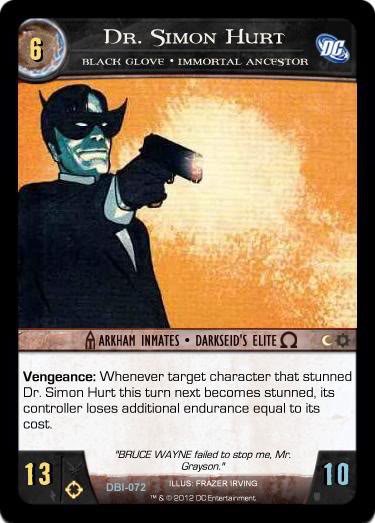 6
DR. SIMON HURT
DC
BLACK GLOVE • IMMORTAL ANCESTOR
ARKHAM INMATES • DARKSEID'S ELITE Ω
Vengeance: Whenever target character that stunned
Dr. Simon Hurt this turn next becomes stunned, its
controller loses additional endurance equal to its
cost.
"BRUCE WAYNE failed to stop me, Mr.
Grayson."
13
DBI-072
ILLUS: FRAZER IRVING
™ & © 2012 DC Entertainment
10